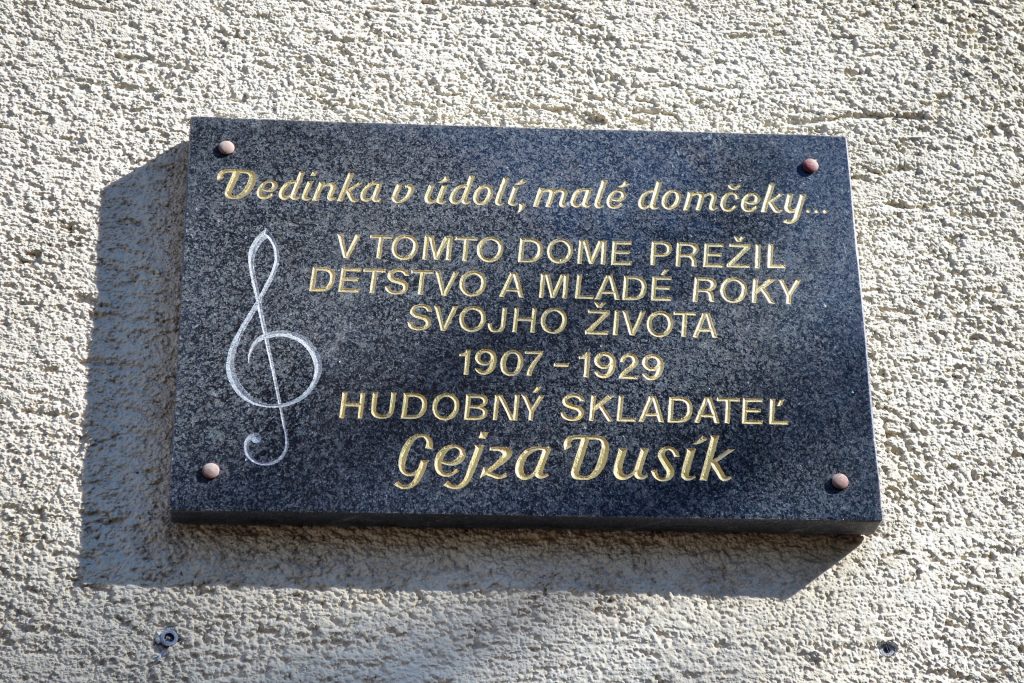 Dedinka v údolí, malé domčeky...
V TOMTO DOME PREŽIL
DETSTVO A MLADÉ ROKY
SVOJHO ŽIVOTA
1907 - 1929
HUDOBNÝ SKLADATEĽ
Gejza Dusík